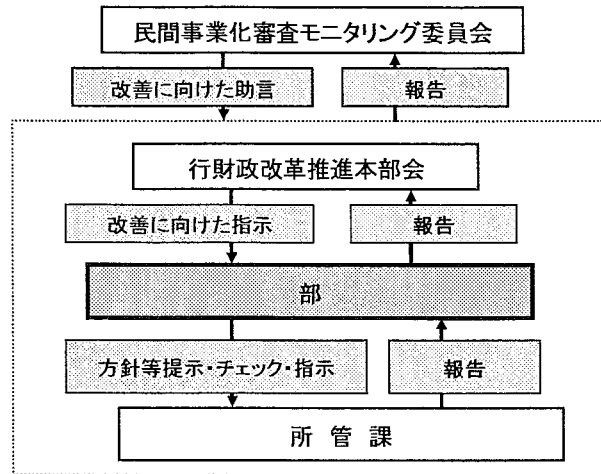 民間事業化審査モニタリング委員会
改善に向けた助言 報告
行財政改革推進本部会
改善に向けた指示 報告
部
方針等提示・チェック・指示 報告
所管課